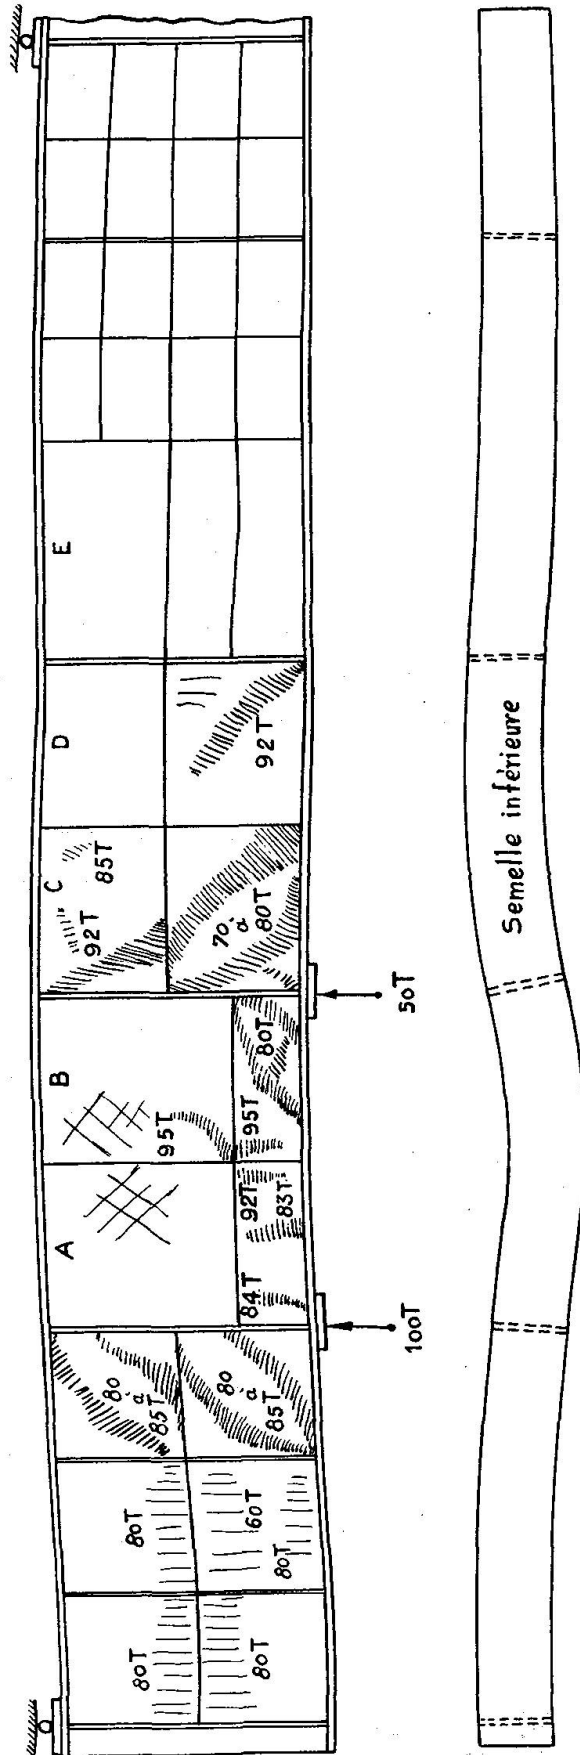 80T
80T
80T
60T
80T
80
à
85T
80
à
85T
A
84T
92T
83T
B
95T
95T
80T
C
92T
85T
70
à
80T
D
92T
E
100T
50T
Semelle inférieure